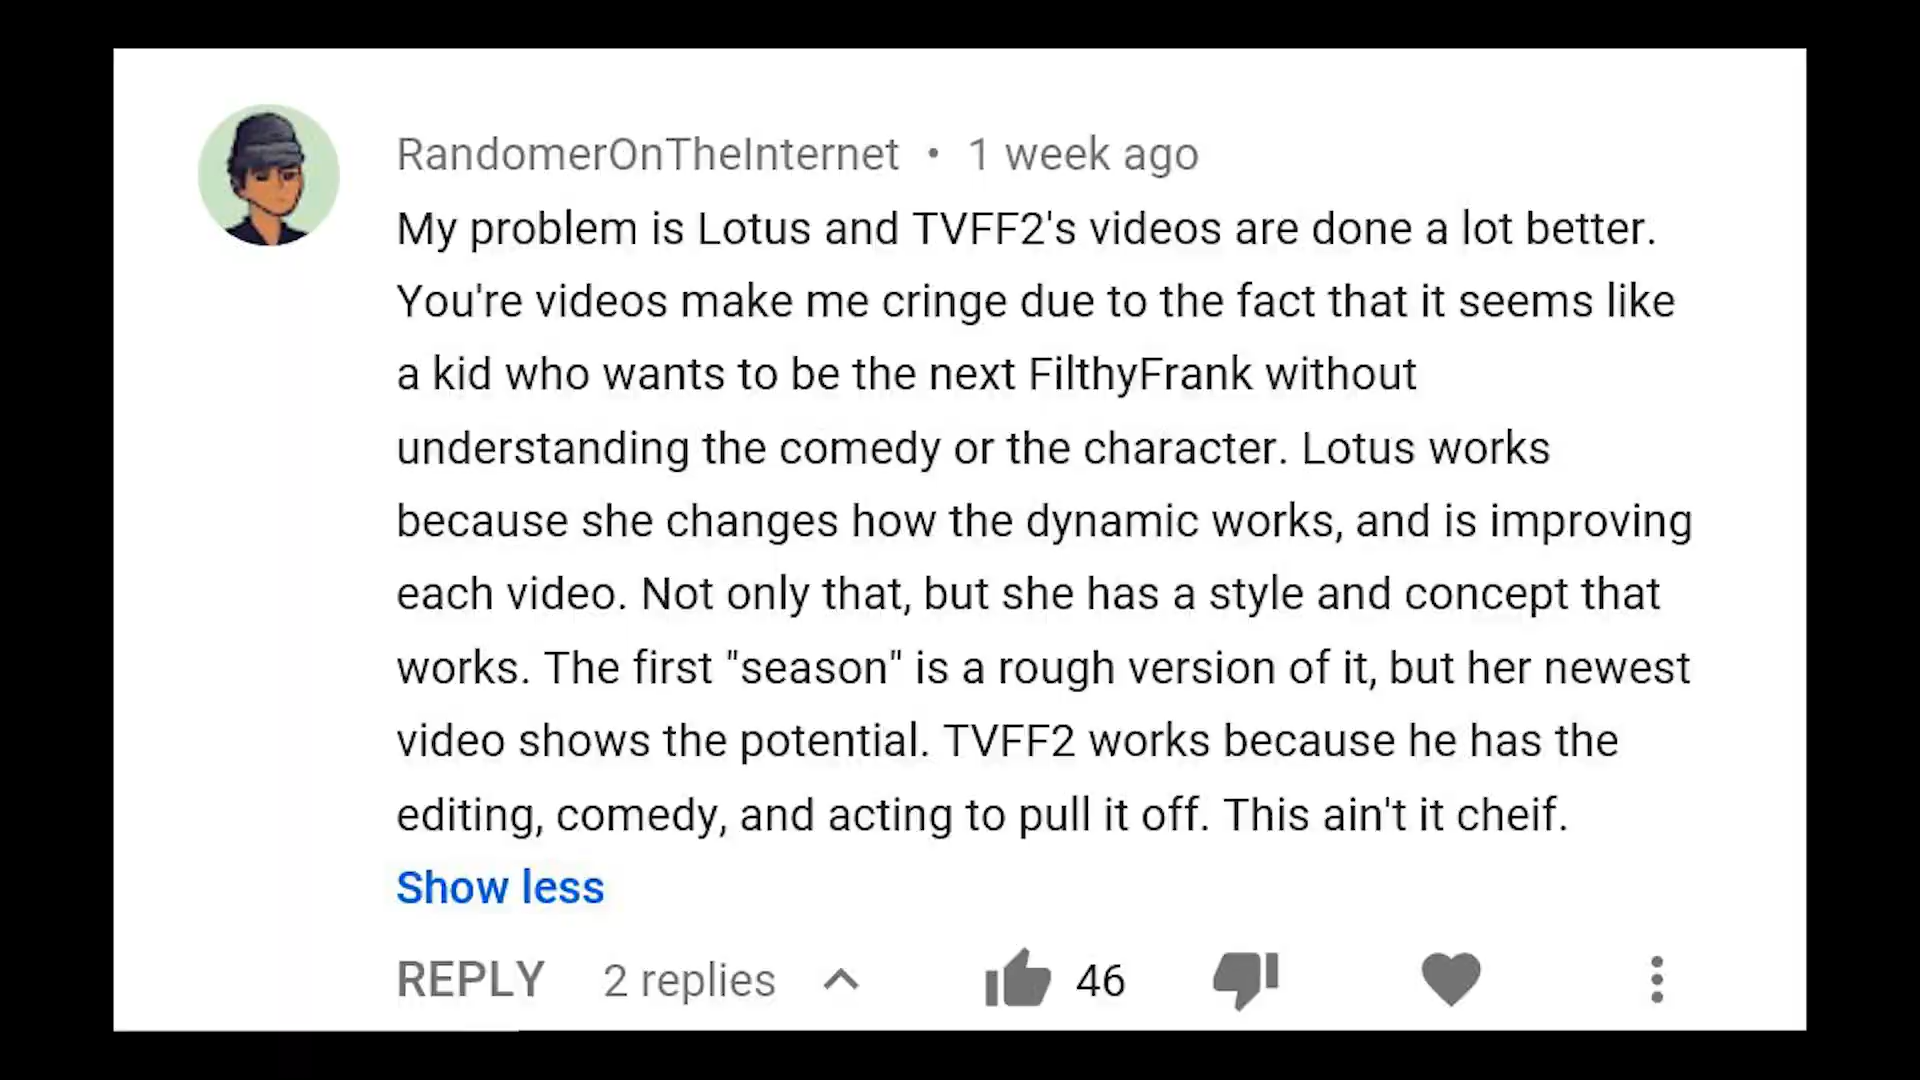 RandomerOnTheInternet • 1 week ago
My problem is Lotus and TVFF2's videos are done a lot better.
You're videos make me cringe due to the fact that it seems like
a kid who wants to be the next FilthyFrank without
understanding the comedy or the character. Lotus works
because she changes how the dynamic works, and is improving
each video. Not only that, but she has a style and concept that
works. The first "season" is a rough version of it, but her newest
video shows the potential. TVFF2 works because he has the
editing, comedy, and acting to pull it off. This ain't it cheif.
Show less
REPLY 2 replies 46